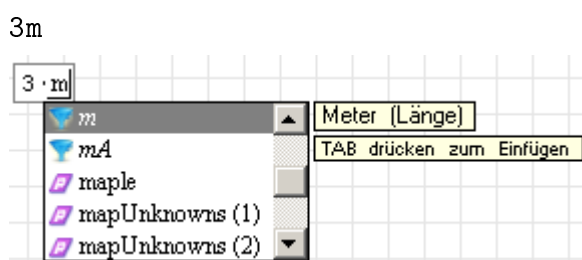 3m
3·m
m
Meter (Länge)
mA
TAB drücken zum Einfügen
maple
mapUnknowns (1)
mapUnknowns (2)